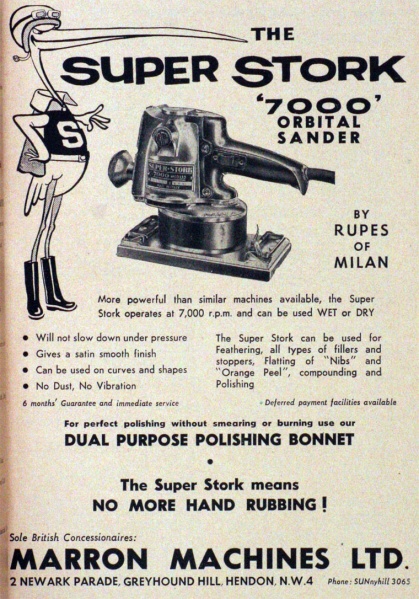 THE
SUPER STORK
'7000'
ORBITAL
SANDER
S
SUPER-STORK
BY
RUPES
OF
MILAN
More powerful than similar machines available, the Super
Stork operates at 7,000 r.p.m. and can be used WET or DRY
• Will not slow down under pressure
• Gives a satin smooth finish
• Can be used on curves and shapes
• No Dust, No Vibration
The Super Stork can be used for
Feathering, all types of fillers and
stoppers, Flatting of "Nibs" and
"Orange Peel", compounding and
Polishing
6 months' Guarantee and immediate service
Deferred payment facilities available
For perfect polishing without smearing or burning use our
DUAL PURPOSE POLISHING BONNET
•
The Super Stork means
NO MORE HAND RUBBING!
Sole British Concessionaires:
MARRON MACHINES LTD.
2 NEWARK PARADE, GREYHOUND HILL, HENDON, N.W.4 Phone: SUNnyhill 3065